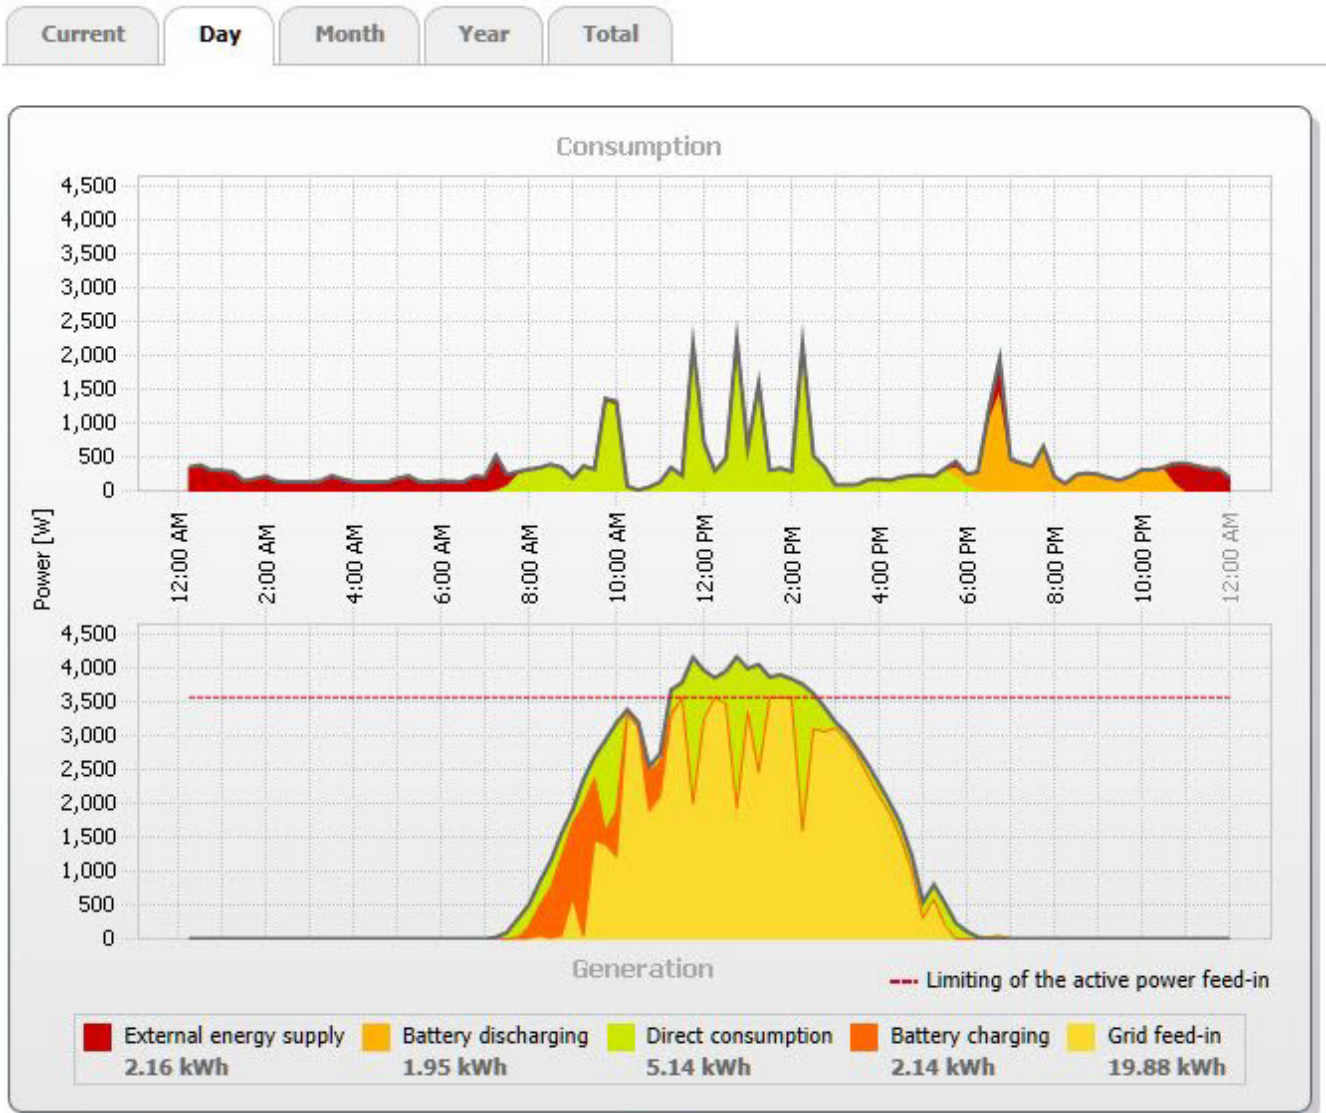 Current Day Month Year Total
Consumption
4,500
4,000
3,500
3,000
2,500
2,000
1,500
1,000
500
0
Power [W]
12:00 AM 2:00 AM 4:00 AM 6:00 AM 8:00 AM 10:00 AM 12:00 PM 2:00 PM 4:00 PM 6:00 PM 8:00 PM 10:00 PM 12:00 AM
4,500
4,000
3,500
3,000
2,500
2,000
1,500
1,000
500
0
Generation
Limiting of the active power feed-in
External energy supply Battery discharging Direct consumption Battery charging Grid feed-in
2.16 kWh 1.95 kWh 5.14 kWh 2.14 kWh 19.88 kWh